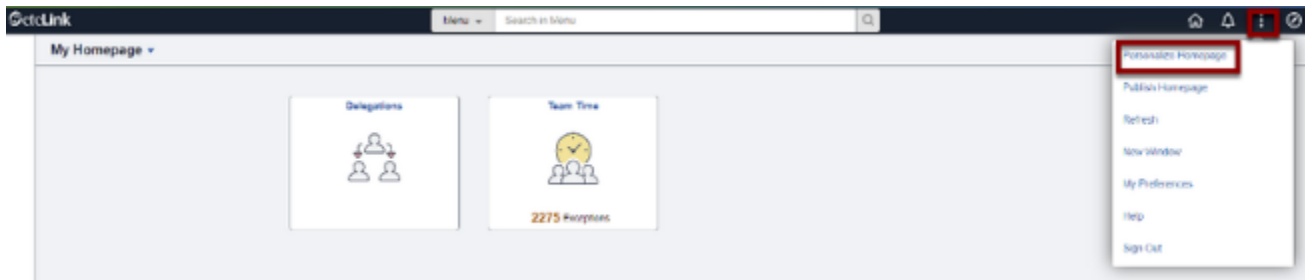 ctcLink
Menu
Search in Menu
My Homepage
Personalize Homepage
Publish Homepage
Delegations
Team Time
Refresh
New Window
My Preferences
2275 Exceptions
Help
Sign Out